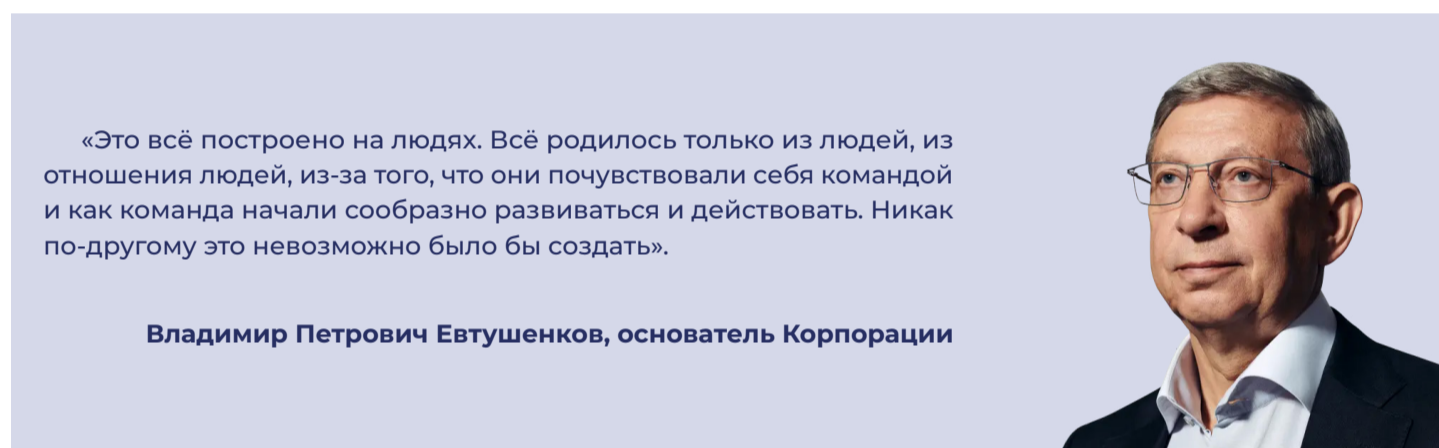 «Это всё построено на людях. Всё родилось только из людей, из
отношения людей, из-за того, что они почувствовали себя командой
и как команда начали сообразно развиваться и действовать. Никак
по-другому это невозможно было бы создать».
Владимир Петрович Евтушенков, основатель Корпорации